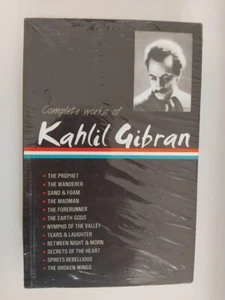 Complete works of
Kahlil Gibran
• THE PROPHET
• THE WANDERER
• SAND & FOAM
• THE MADMAN
• THE FORERUNNER
• THE EARTH GODS
• NYMPHS OF THE VALLEY
• TEARS & LAUGHTER
• BETWEEN NIGHT & MORN
• SECRETS OF THE HEART
• SPIRITS REBELLIOUS
• THE BROKEN WINGS